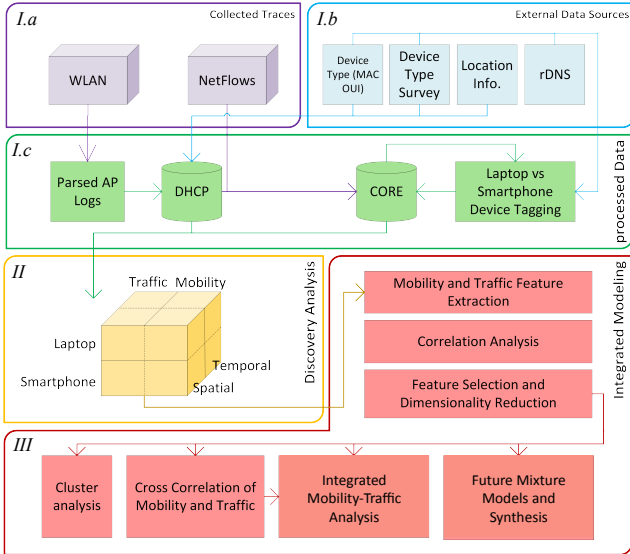 I.a
Collected Traces
WLAN
NetFlows
I.b
External Data Sources
Device
Type (MAC
OUI)
Device
Type
Survey
Location
Info.
rDNS
I.c
Parsed AP
Logs
DHCP
CORE
Laptop vs
Smartphone
Device Tagging
processed Data
II
Traffic
Mobility
Laptop
Smartphone
Temporal
Spatial
Discovery Analysis
Mobility and Traffic Feature
Extraction
Correlation Analysis
Feature Selection and
Dimensionality Reduction
Integrated Modeling
III
Cluster
analysis
Cross Correlation of
Mobility and Traffic
Integrated
Mobility-Traffic
Analysis
Future Mixture
Models and
Synthesis